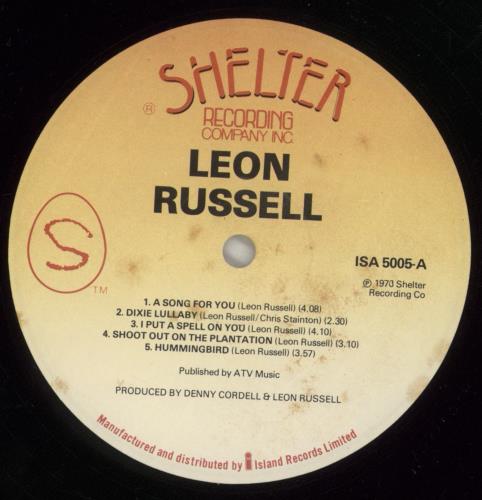 SHELTER
® RECORDING
COMPANY INC.
LEON
RUSSELL
S
TM
ISA 5005-A
℗ 1970 Shelter
Recording Co
1. A SONG FOR YOU (Leon Russell) (4.08)
2. DIXIE LULLABY (Leon Russell/Chris Stainton) (2.30)
3. I PUT A SPELL ON YOU (Leon Russell) (4.10)
4. SHOOT OUT ON THE PLANTATION (Leon Russell) (3.10)
5. HUMMINGBIRD (Leon Russell) (3.57)
Published by ATV Music
PRODUCED BY DENNY CORDELL & LEON RUSSELL
Manufactured and distributed by i Island Records Limited